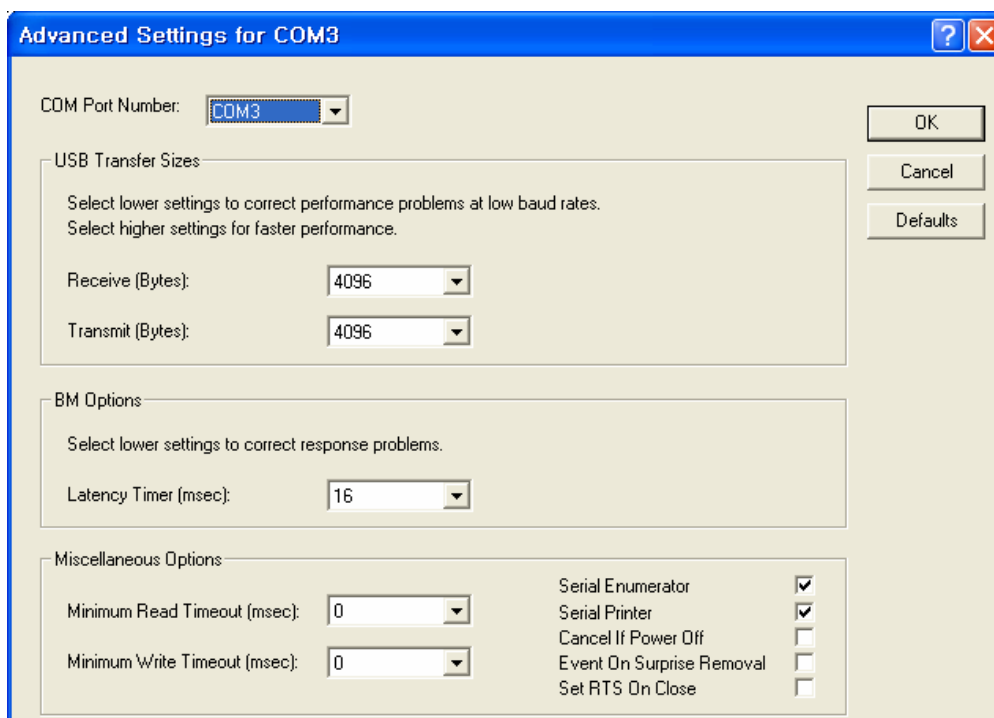 Advanced Settings for COM3
COM Port Number: COM3
OK
Cancel
Defaults
USB Transfer Sizes
Select lower settings to correct performance problems at low baud rates.
Select higher settings for faster performance.
Receive (Bytes): 4096
Transmit (Bytes): 4096
BM Options
Select lower settings to correct response problems.
Latency Timer (msec): 16
Miscellaneous Options
Minimum Read Timeout (msec): 0
Minimum Write Timeout (msec): 0
Serial Enumerator
Serial Printer
Cancel If Power Off
Event On Surprise Removal
Set RTS On Close